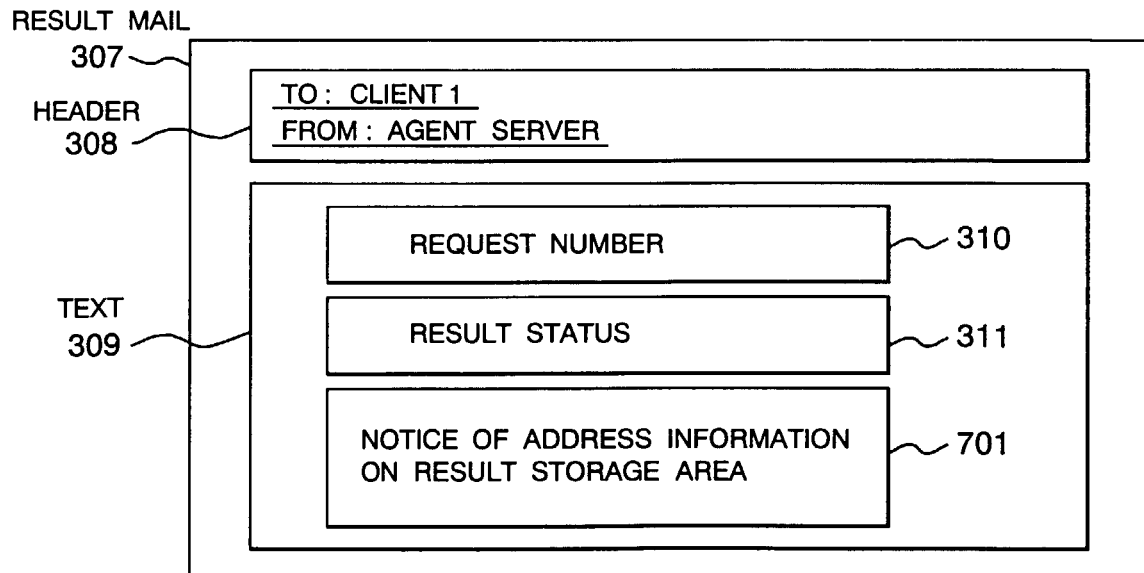 RESULT MAIL
307
HEADER
308
TO : CLIENT 1
FROM : AGENT SERVER
TEXT
309
REQUEST NUMBER
310
RESULT STATUS
311
NOTICE OF ADDRESS INFORMATION
ON RESULT STORAGE AREA
701